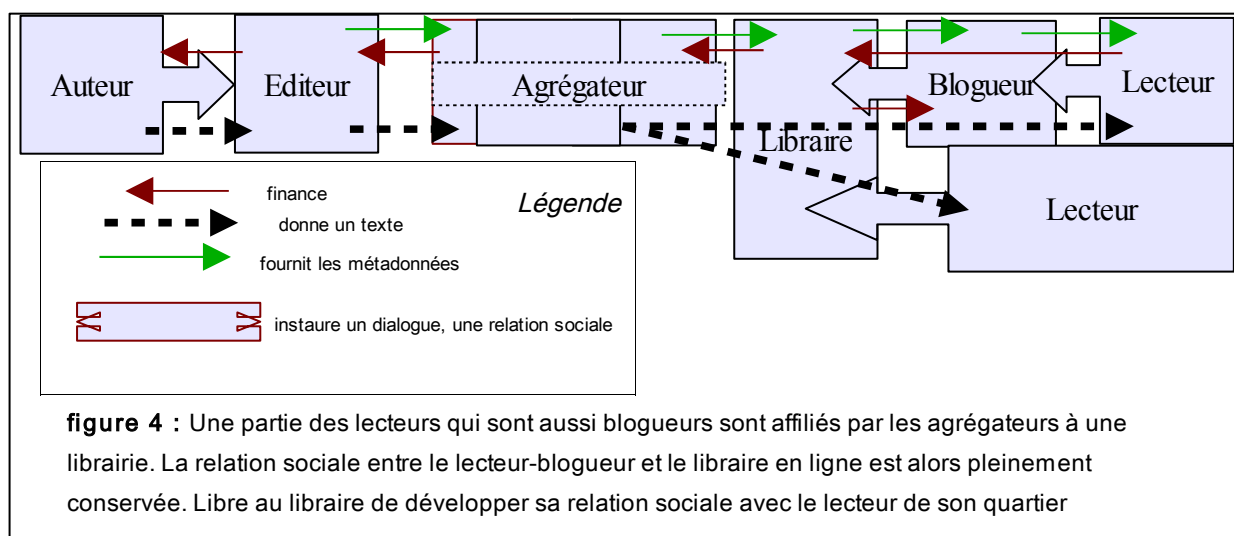 Auteur
Editeur
Agrégateur
Libraire
Blogueur
Lecteur
Lecteur
Légende
finance
donne un texte
fournit les métadonnées
instaure un dialogue, une relation sociale
figure 4 : Une partie des lecteurs qui sont aussi blogueurs sont affiliés par les agrégateurs à une
librairie. La relation sociale entre le lecteur-blogueur et le libraire en ligne est alors pleinement
conservée. Libre au libraire de développer sa relation sociale avec le lecteur de son quartier